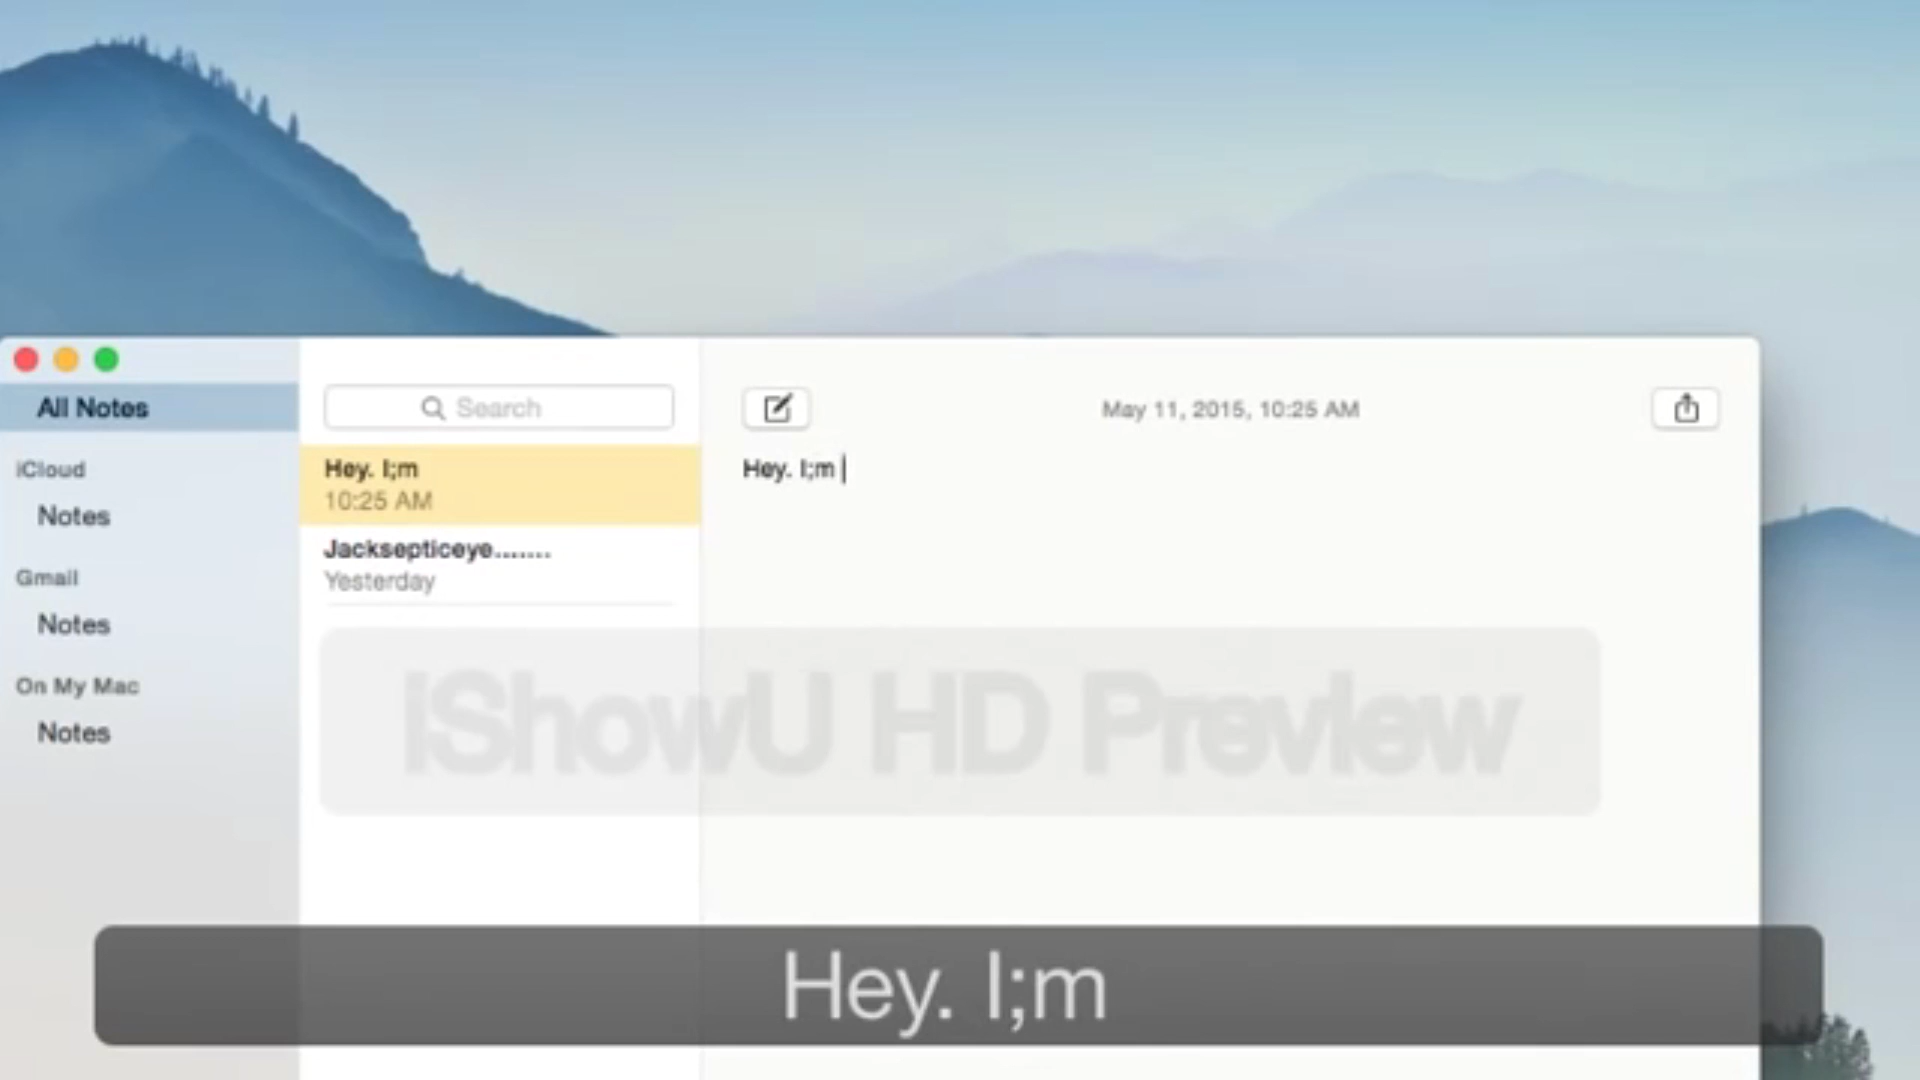 All Notes
Search
May 11, 2015, 10:25 AM
iCloud
Notes
Gmail
Notes
On My Mac
Notes
Hey. I;m
10:25 AM
Jacksepticeye.......
Yesterday
Hey. I;m
iShowU HD Preview
Hey. I;m